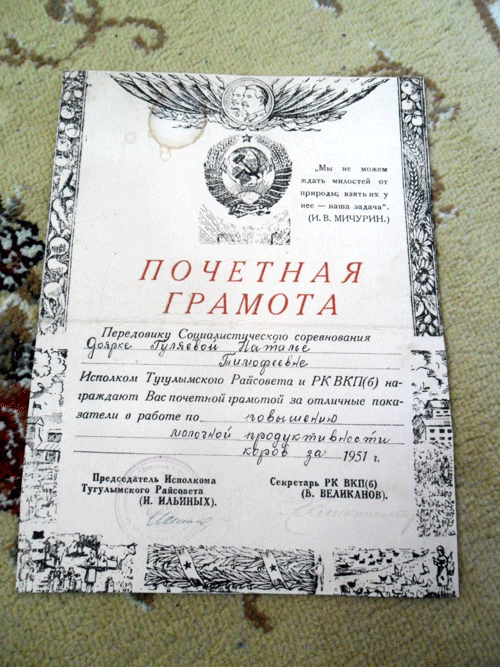 „Мы не можем
ждать милостей от
природы; взять их у
нее — наша задача".
(И. В. МИЧУРИН.)
ПОЧЕТНАЯ
ГРАМОТА
Передовику Социалистического соревнования
Доярке Гуляевой Наталье
Тимофеевне
Исполком Тугулымского Райсовета и РК ВКП(б) на-
граждают Вас почетной грамотой за отличные пока-
затели в работе по повышению
молочной продуктивности
коров за 1951 г.
Председатель Исполкома
Тугулымского Райсовета
(И. ИЛЬИНЫХ.)
Секретарь РК ВКП(б)
(В. ВЕЛИКАНОВ.)